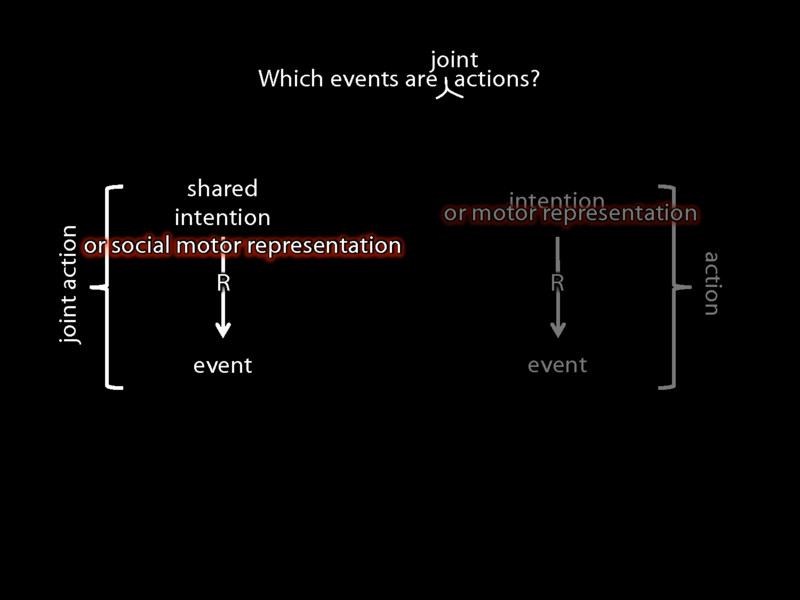 joint
Which events are actions?
joint action
shared
intention
or social motor representation
R
event
intention
or motor representation
R
event
action